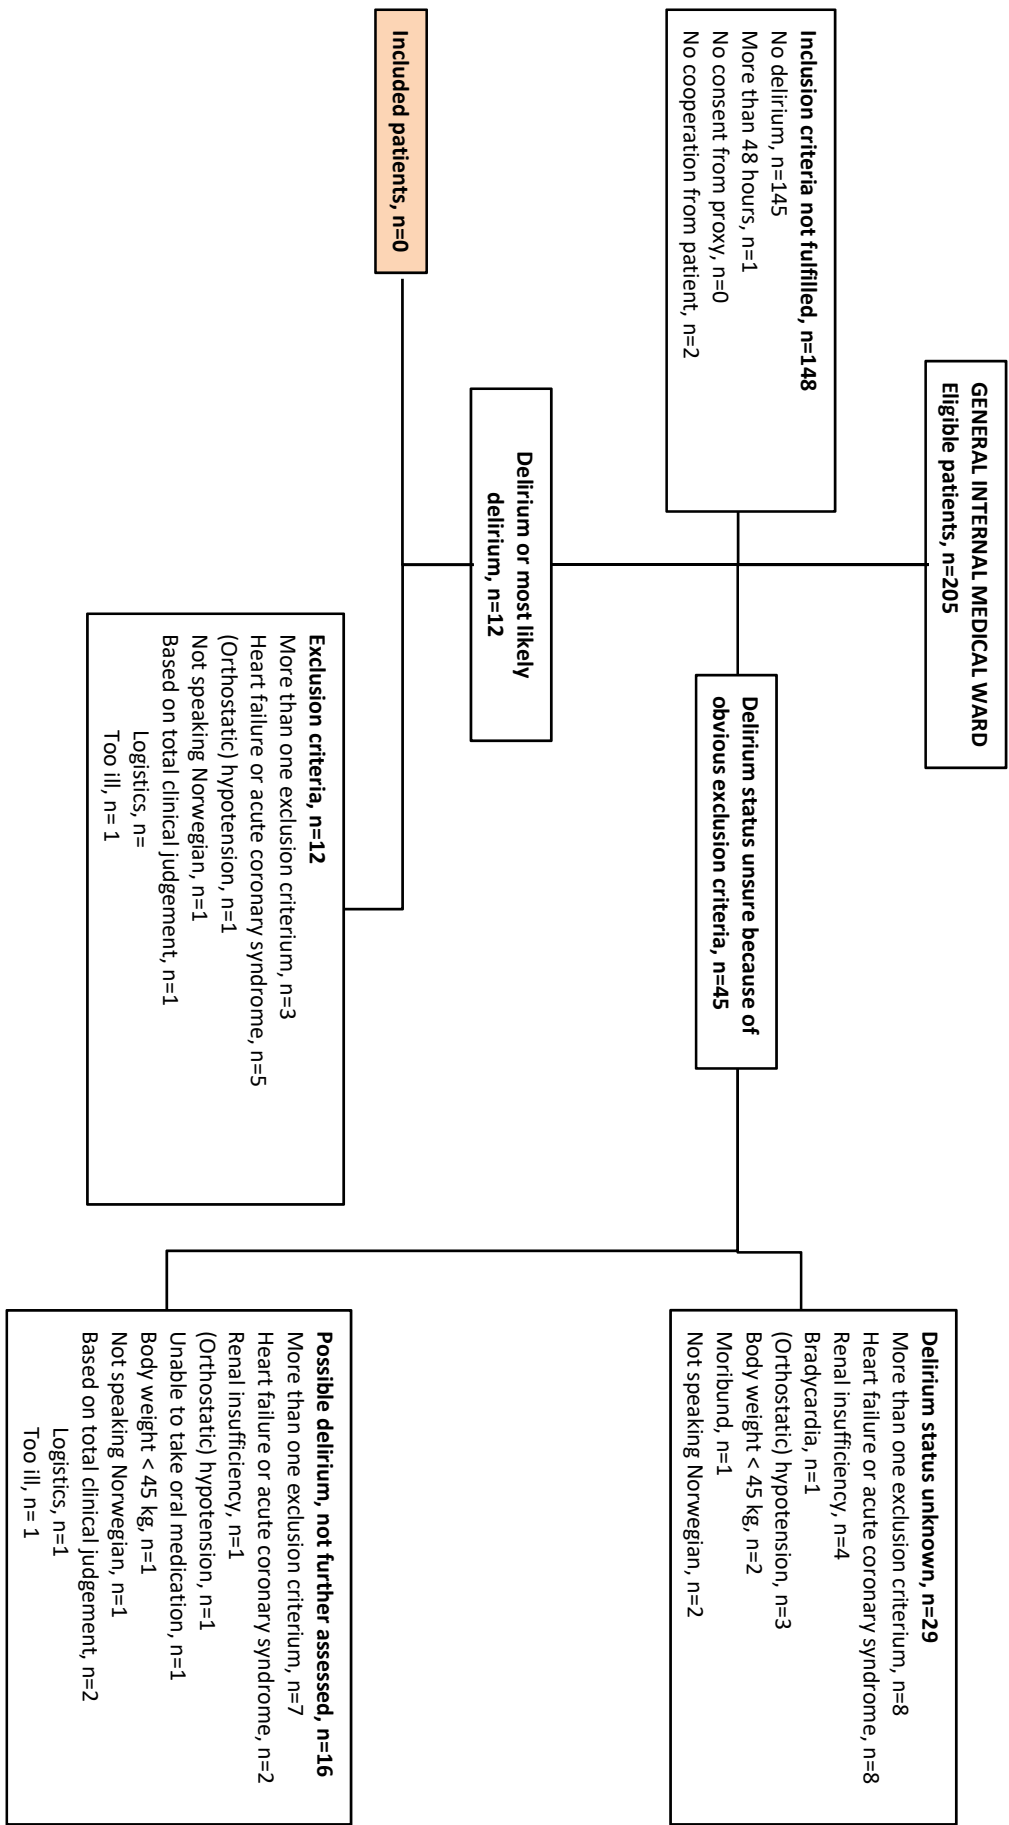 GENERAL INTERNAL MEDICAL WARD
Eligible patients, n=205
Inclusion criteria not fulfilled, n=148
No delirium, n=145
More than 48 hours, n=1
No consent from proxy, n=0
No cooperation from patient, n=2
Delirium status unsure because of
obvious exclusion criteria, n=45
Delirium status unknown, n=29
More than one exclusion criterium, n=8
Heart failure or acute coronary syndrome, n=8
Renal insufficiency, n=4
Bradycardia, n=1
(Orthostatic) hypotension, n=3
Body weight < 45 kg, n=2
Moribund, n=1
Not speaking Norwegian, n=2
Delirium or most likely
delirium, n=12
Included patients, n=0
Exclusion criteria, n=12
More than one exclusion criterium, n=3
Heart failure or acute coronary syndrome, n=5
(Orthostatic) hypotension, n=1
Not speaking Norwegian, n=1
Based on total clinical judgement, n=1
Logistics, n=
Too ill, n= 1
Possible delirium, not further assessed, n=16
More than one exclusion criterium, n=7
Heart failure or acute coronary syndrome, n=2
Renal insufficiency, n=1
(Orthostatic) hypotension, n=1
Unable to take oral medication, n=1
Body weight < 45 kg, n=1
Not speaking Norwegian, n=1
Based on total clinical judgement, n=2
Logistics, n=1
Too ill, n= 1